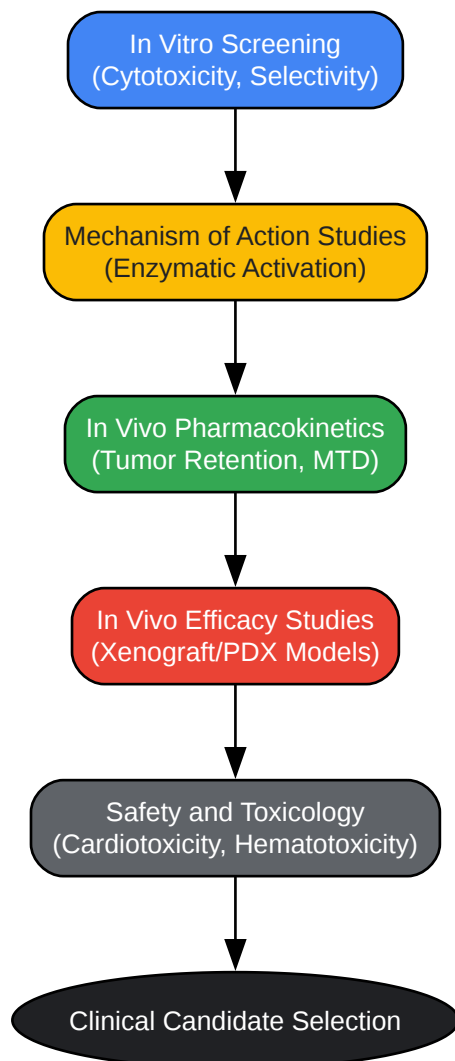 In Vitro Screening
(Cytotoxicity, Selectivity)
Mechanism of Action Studies
(Enzymatic Activation)
In Vivo Pharmacokinetics
(Tumor Retention, MTD)
In Vivo Efficacy Studies
(Xenograft/PDX Models)
Safety and Toxicology
(Cardiotoxicity, Hematotoxicity)
Clinical Candidate Selection